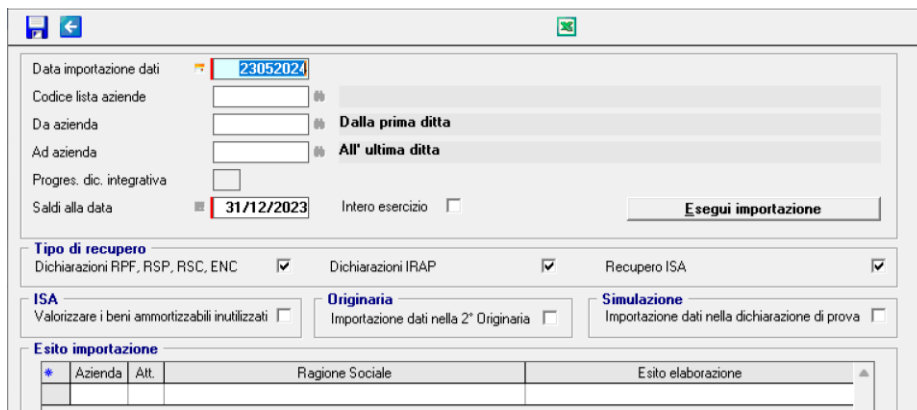 Data importazione dati 23052024
Codice lista aziende
Da azienda Dalla prima ditta
Ad azienda All' ultima ditta
Progres. dic. integrativa
Saldi alla data 31/12/2023 Intero esercizio Esegui importazione
Tipo di recupero
Dichiarazioni RPF, RSP, RSC, ENC Dichiarazioni IRAP Recupero ISA
ISA Originaria Simulazione
Valorizzare i beni ammortizzabili inutilizzati Importazione dati nella 2° Originaria Importazione dati nella dichiarazione di prova
Esito importazione
Azienda Att. Ragione Sociale Esito elaborazione